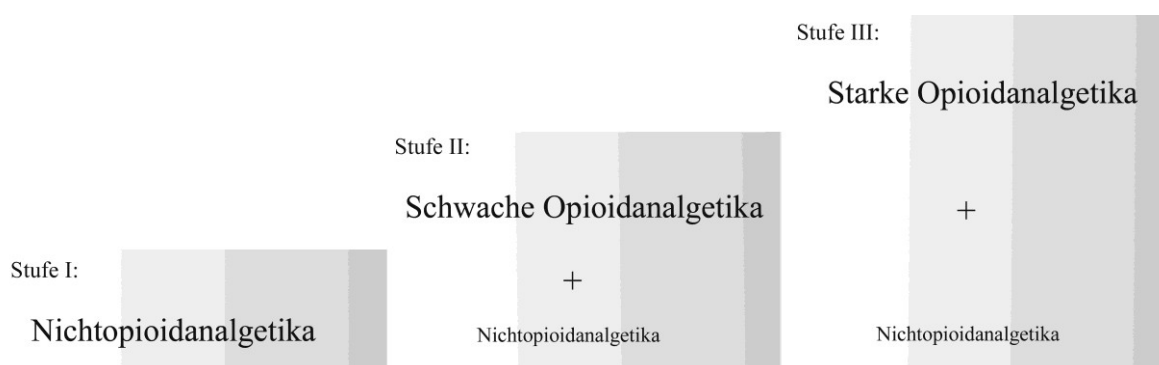 Stufe I:
Nichtopioidanalgetika
Stufe II:
Schwache Opioidanalgetika
+
Nichtopioidanalgetika
Stufe III:
Starke Opioidanalgetika
+
Nichtopioidanalgetika